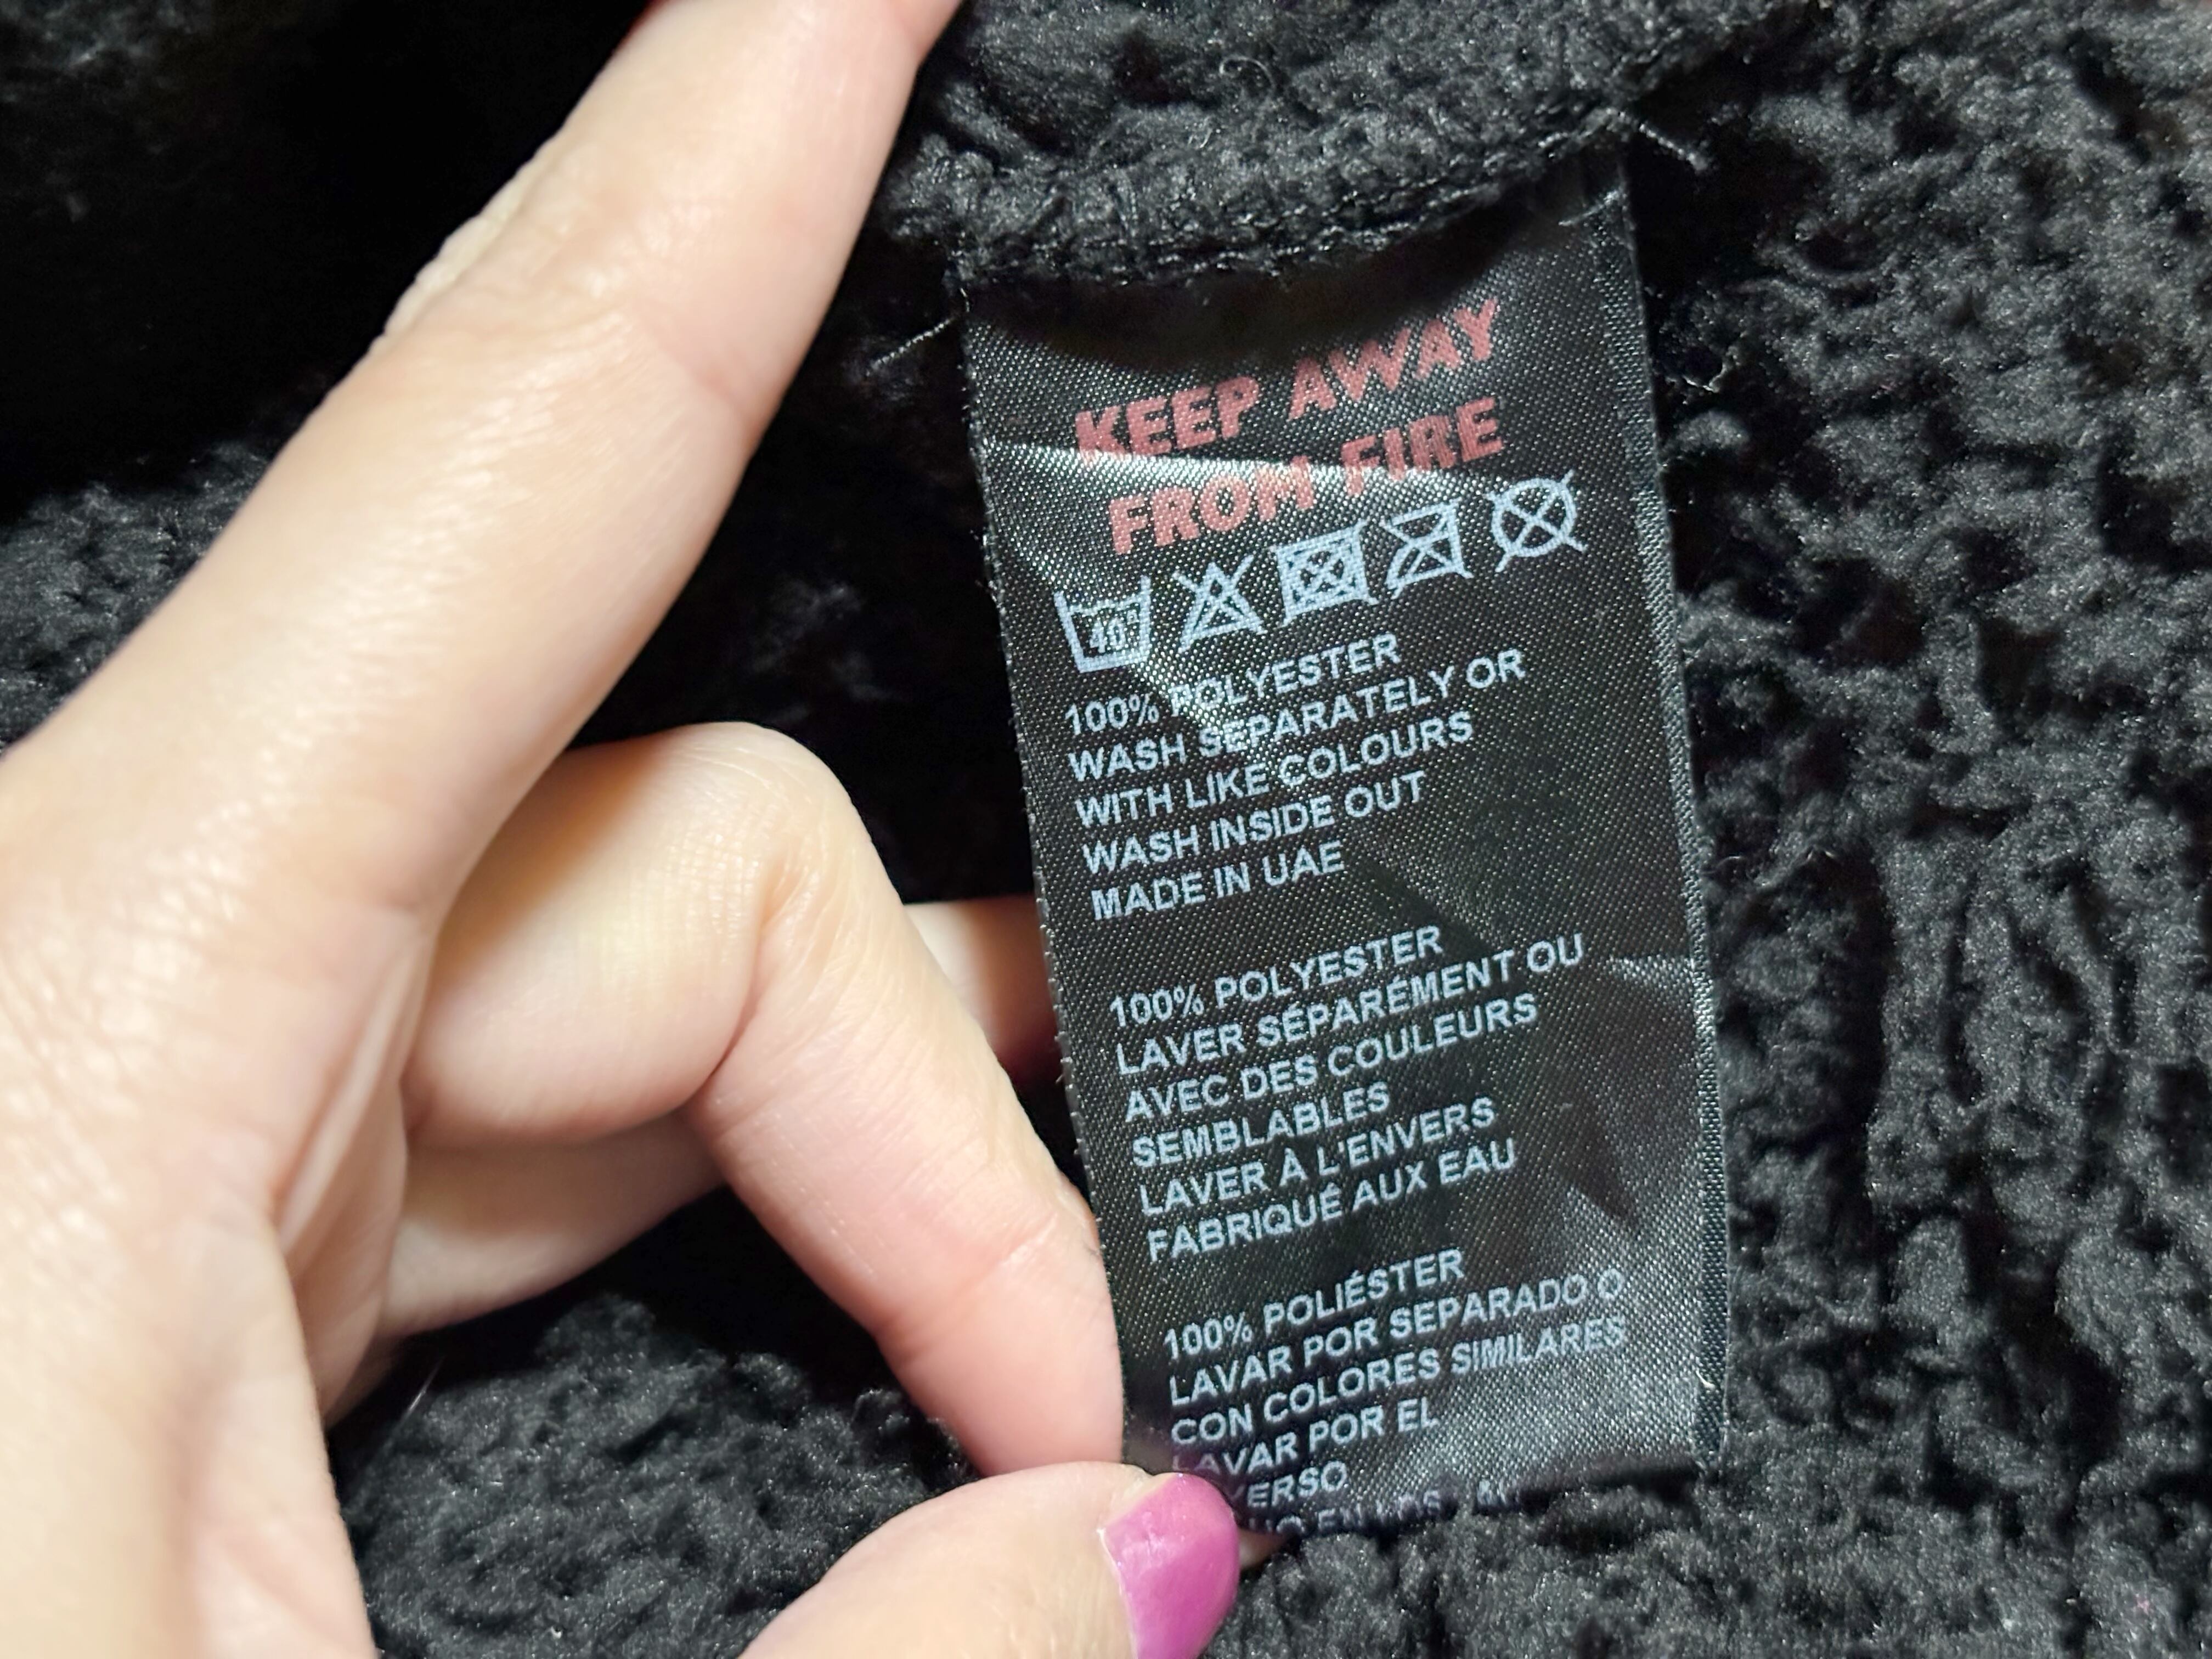 KEEP AWAY
FROM FIRE
40°
100% POLYESTER
WASH SEPARATELY OR
WITH LIKE COLOURS
WASH INSIDE OUT
MADE IN UAE
100% POLYESTER
LAVER SÉPARÉMENT OU
AVEC DES COULEURS
SEMBLABLES
LAVER À L'ENVERS
FABRIQUÉ AUX EAU
100% POLIÉSTER
LAVAR POR SEPARADO O
CON COLORES SIMILARES
LAVAR POR EL